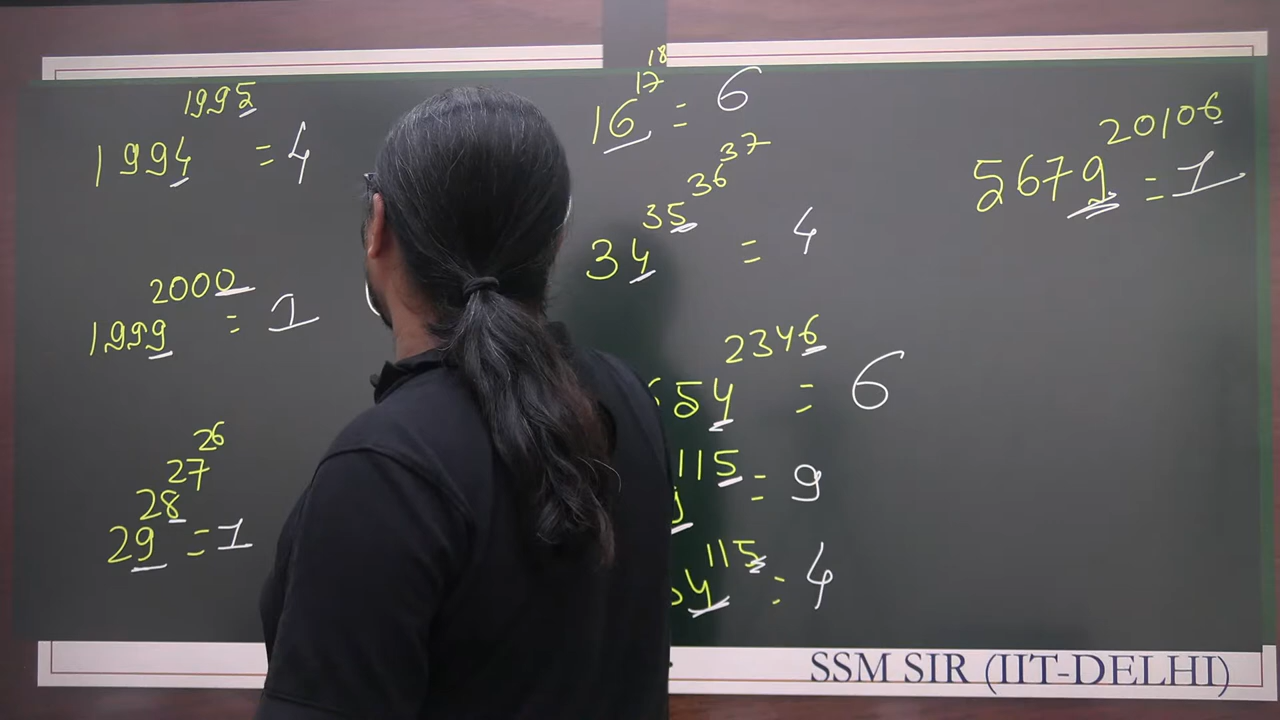 1994^1995 = 4
1999^2000 = 1
29^28^27^26 = 1
16^17^18 = 6
34^35^36^37 = 4
54^2346 = 6
115 = 9
4^115 = 4
5679^20106 = 1
SSM SIR (IIT-DELHI)